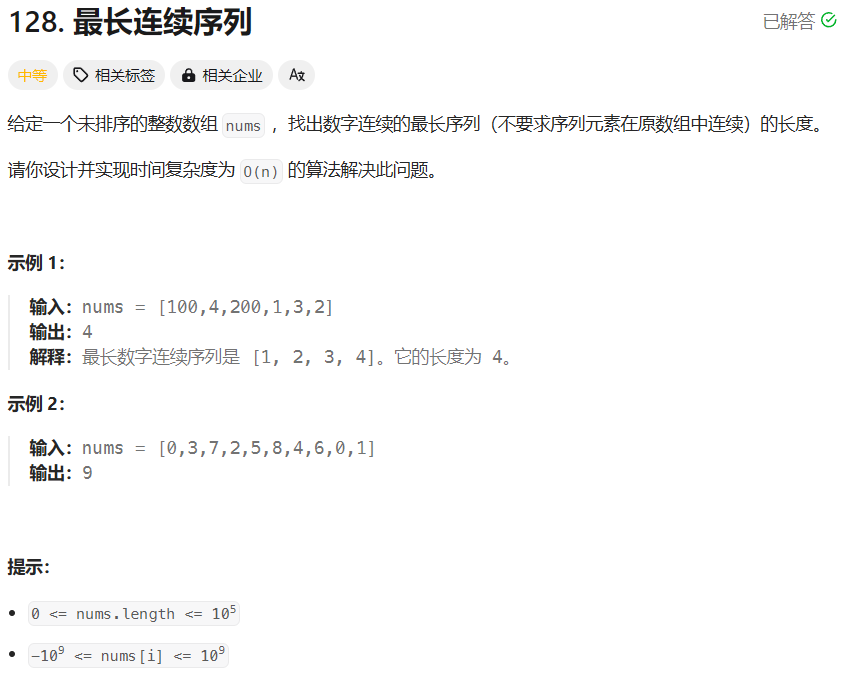 128. 最长连续序列
已解答
中等 相关标签 相关企业 Aあ
给定一个未排序的整数数组 nums ，找出数字连续的最长序列（不要求序列元素在原数组中连续）的长度。
请你设计并实现时间复杂度为 O(n) 的算法解决此问题。
示例 1：
输入：nums = [100,4,200,1,3,2]
输出：4
解释：最长数字连续序列是 [1, 2, 3, 4]。它的长度为 4。
示例 2：
输入：nums = [0,3,7,2,5,8,4,6,0,1]
输出：9
提示：
• 0 <= nums.length <= 10⁵
• -10⁹ <= nums[i] <= 10⁹